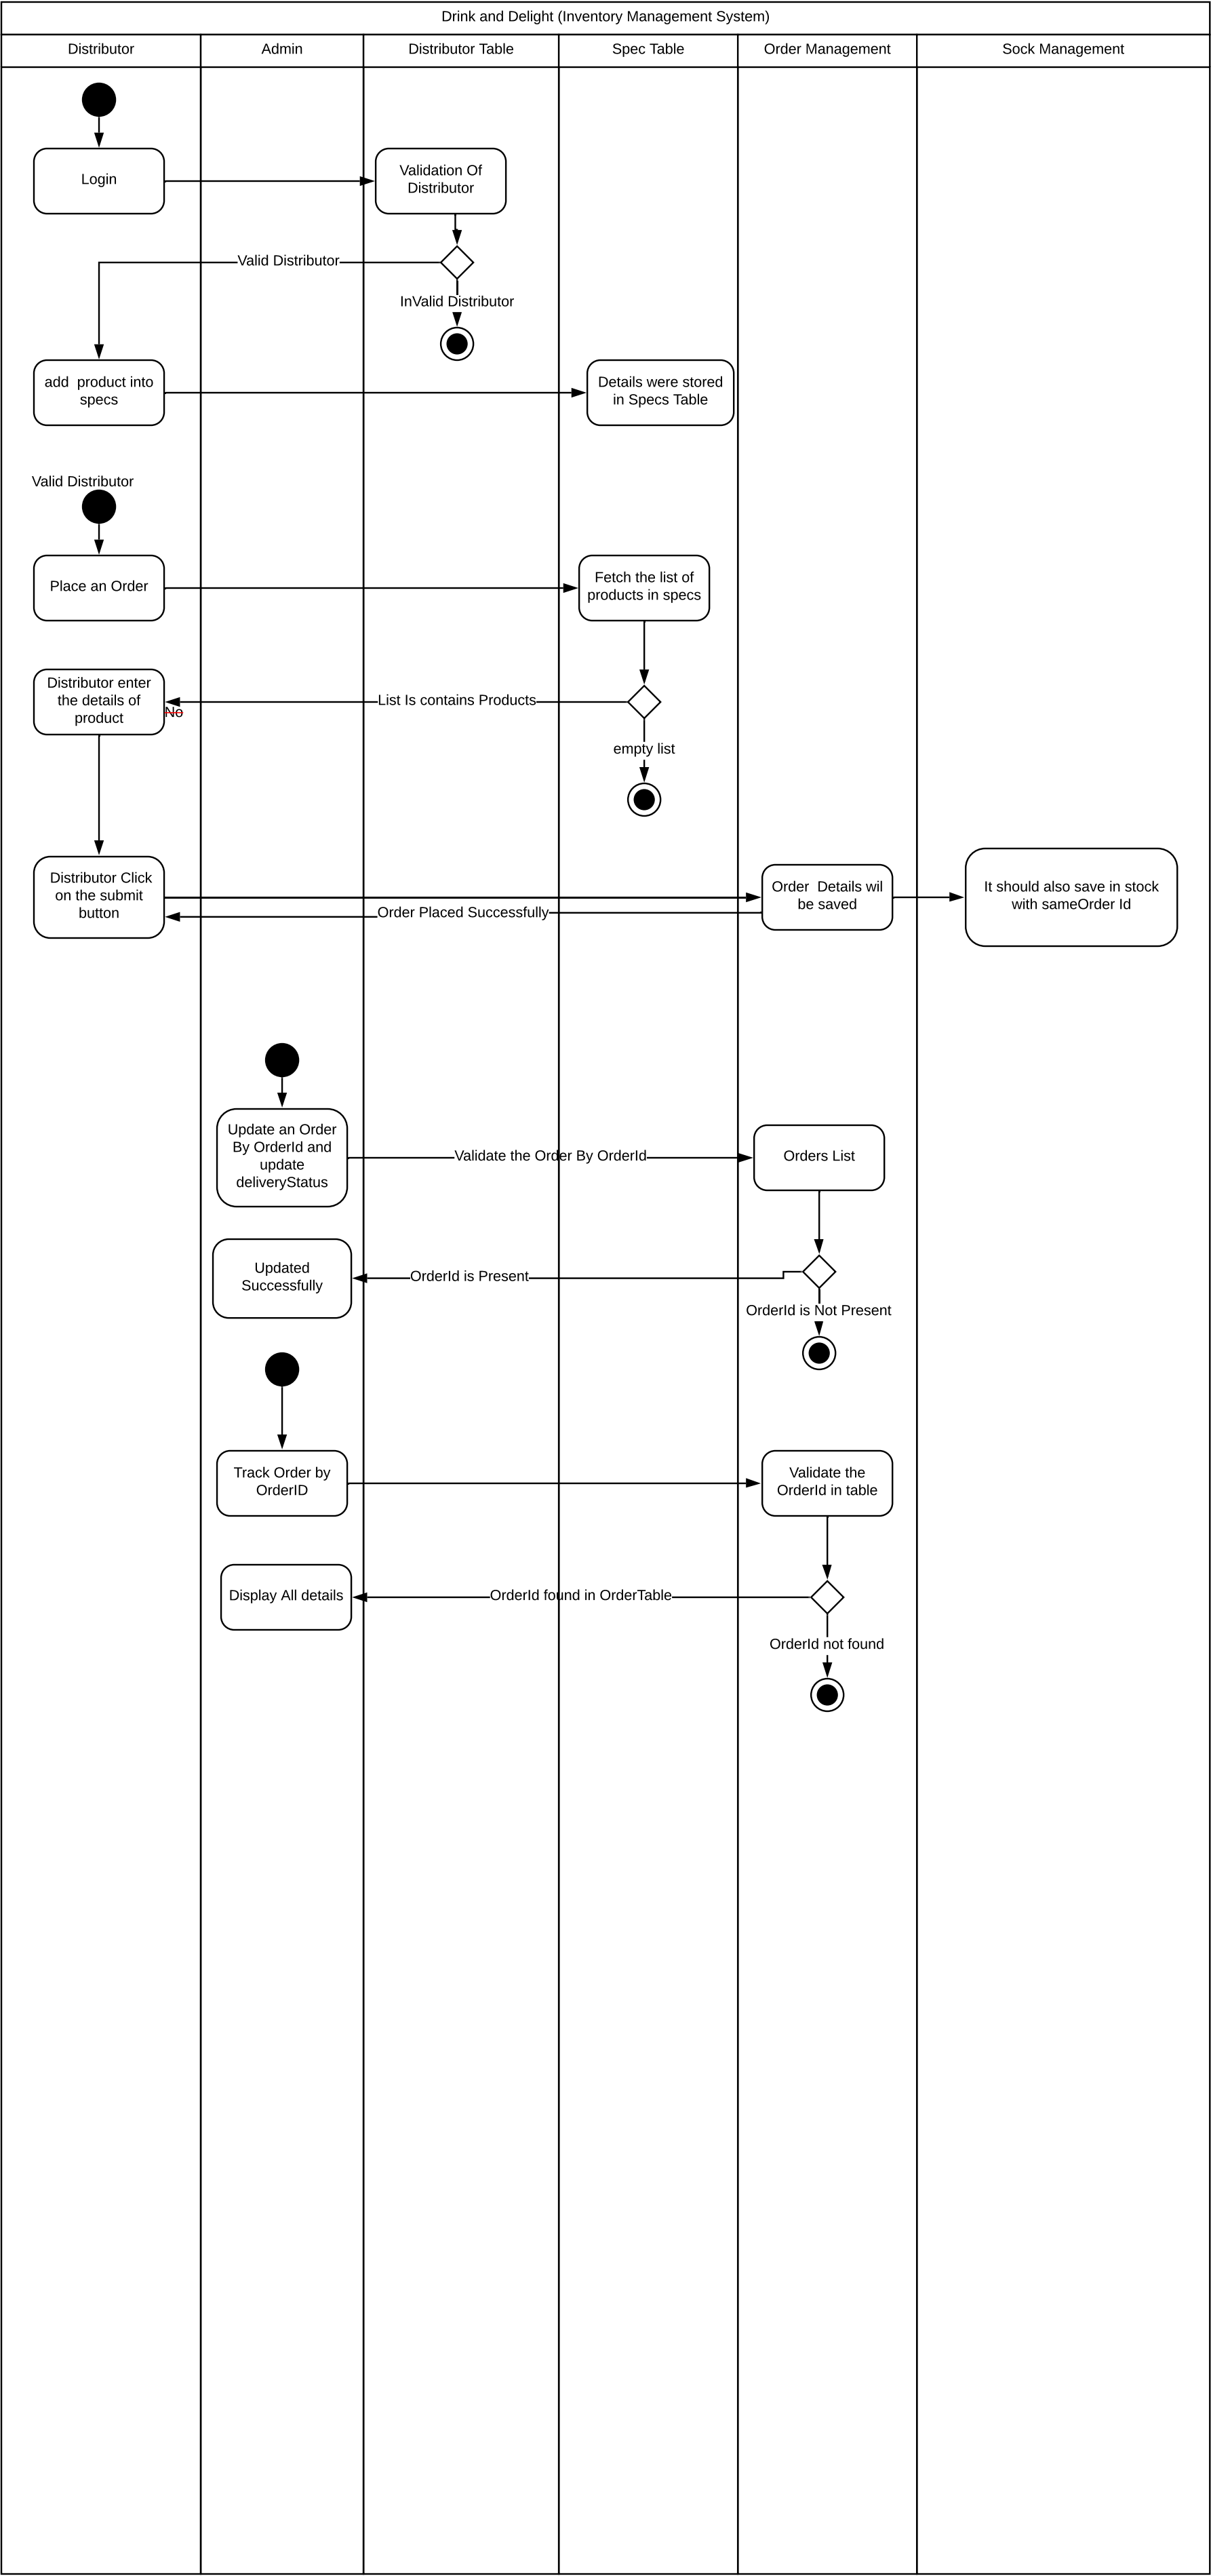 Drink and Delight (Inventory Management System)
Distributor
Admin
Distributor Table
Spec Table
Order Management
Sock Management
Login
Validation Of
Distributor
Valid Distributor
InValid Distributor
add  product into
specs
Details were stored
in Specs Table
Valid Distributor
Place an Order
Fetch the list of
products in specs
Distributor enter
the details of
product
No
List Is contains Products
empty list
Distributor Click
on the submit
button
Order  Details wil
be saved
It should also save in stock
with sameOrder Id
Order Placed Successfully
Update an Order
By OrderId and
update
deliveryStatus
Validate the Order By OrderId
Orders List
Updated
Successfully
OrderId is Present
OrderId is Not Present
Track Order by
OrderID
Validate the
OrderId in table
Display All details
OrderId found in OrderTable
OrderId not found